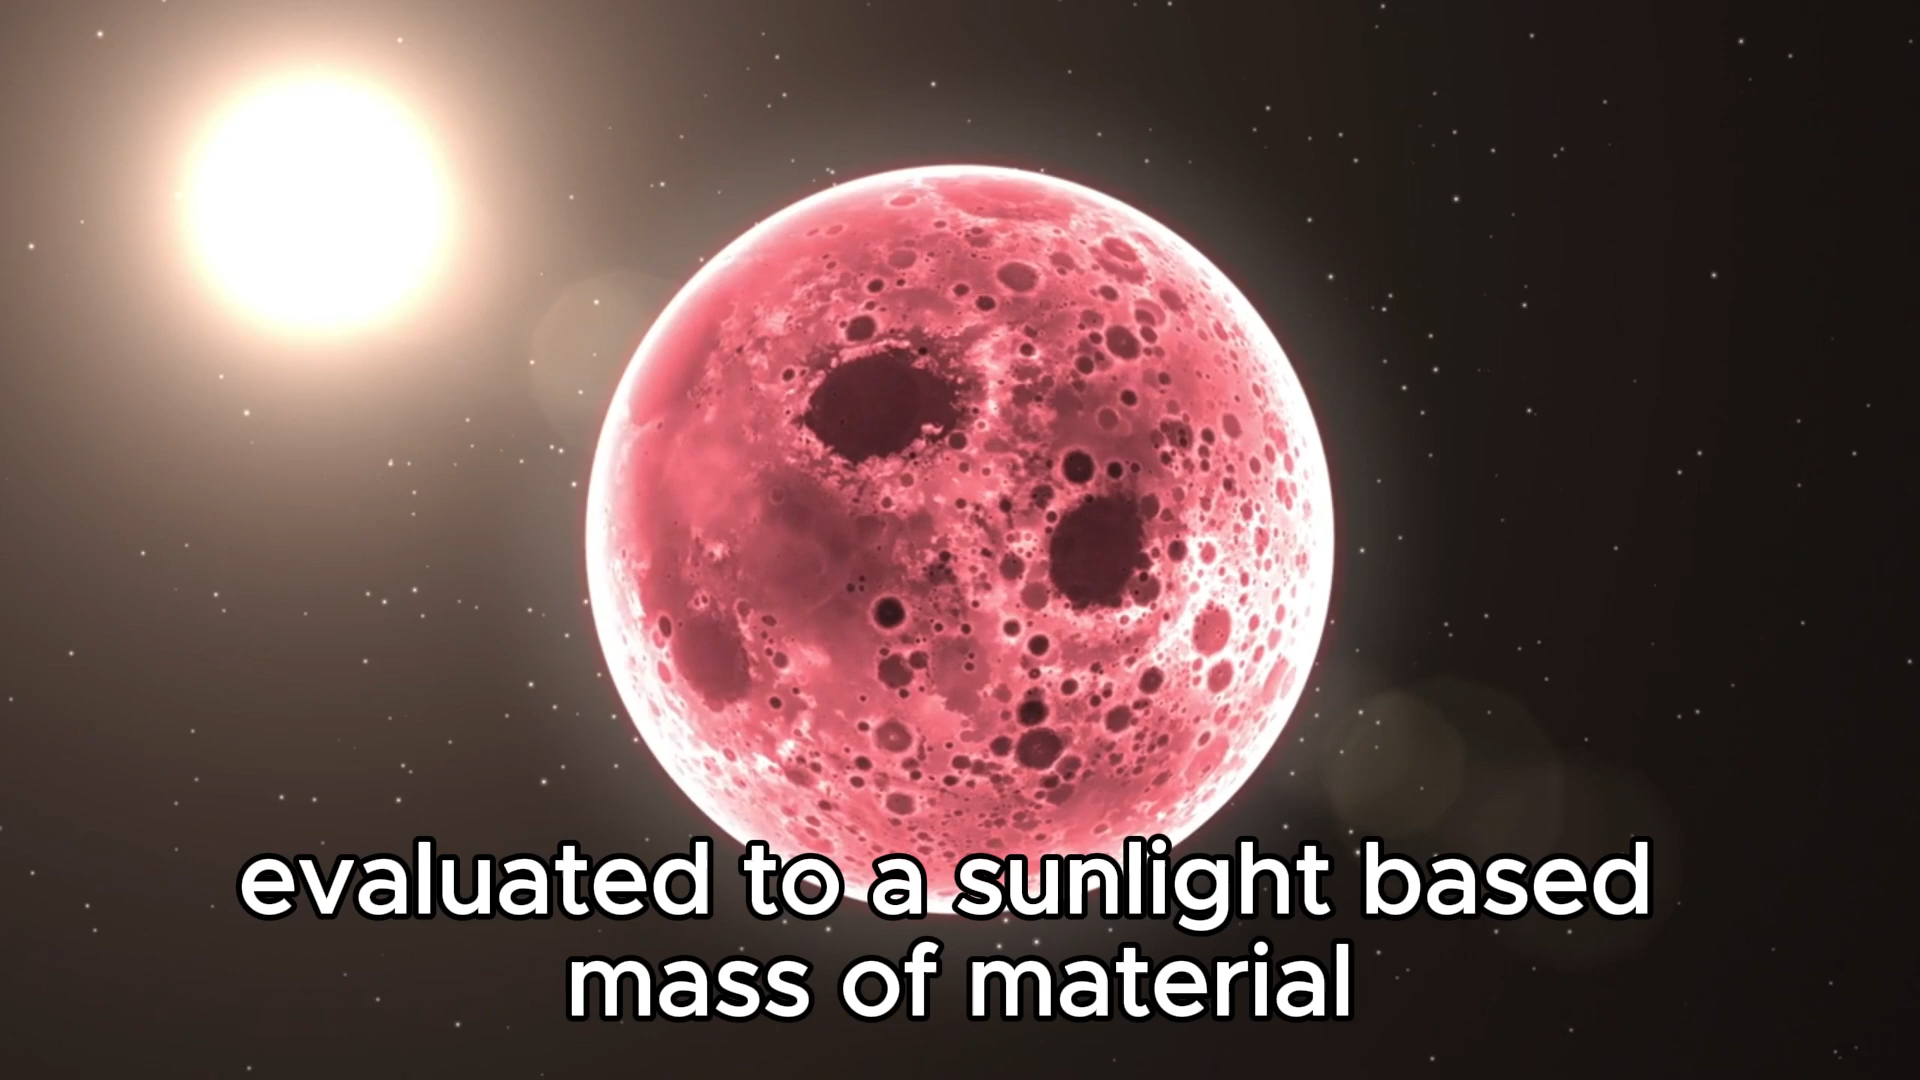 evaluated to a sunlight based
mass of material